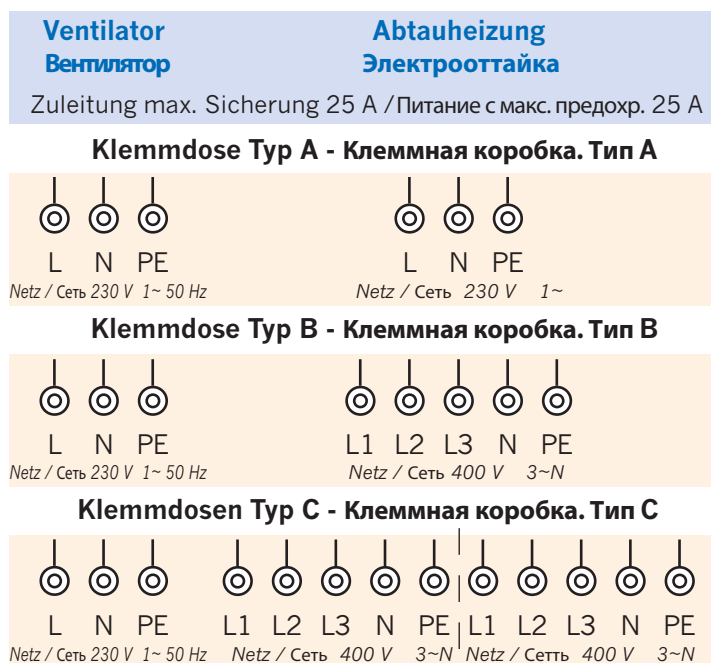 Ventilator Abtauheizung
Вентилятор Электрооттайка
Zuleitung max. Sicherung 25 A / Питание с макс. предохр. 25 A
Klemmdose Typ A - Клеммная коробка. Тип А
L N PE L N PE
Netz / Сеть 230 V 1~ 50 Hz Netz / Сеть 230 V 1~
Klemmdose Typ B - Клеммная коробка. Тип B
L N PE L1 L2 L3 N PE
Netz / Сеть 230 V 1~ 50 Hz Netz / Сеть 400 V 3~N
Klemmdosen Typ C - Клеммная коробка. Тип C
L N PE L1 L2 L3 N PE L1 L2 L3 N PE
Netz / Сеть 230 V 1~ 50 Hz Netz / Сеть 400 V 3~N Netz / Сетть 400 V 3~N